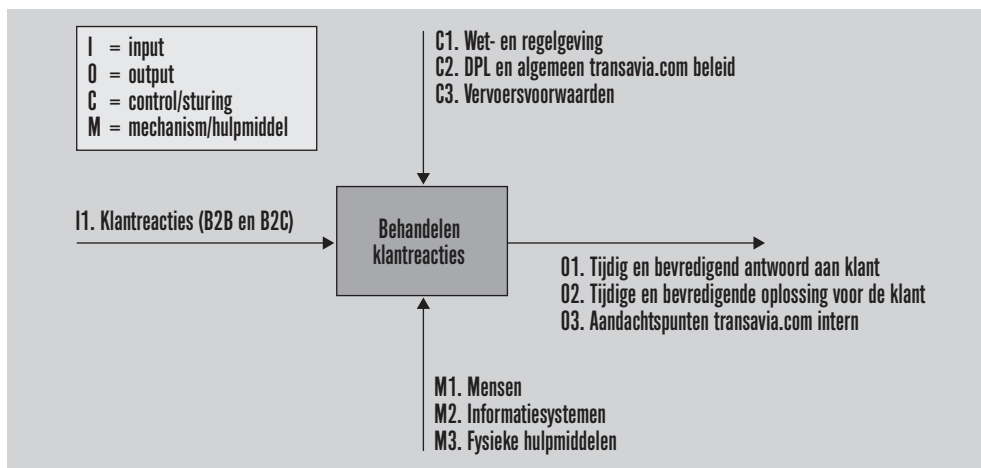 I = input
O = output
C = control/sturing
M = mechanism/hulpmiddel
C1. Wet- en regelgeving
C2. DPL en algemeen transavia.com beleid
C3. Vervoersvoorwaarden
I1. Klantreacties (B2B en B2C)
Behandelen
klantreacties
O1. Tijdig en bevredigend antwoord aan klant
O2. Tijdige en bevredigende oplossing voor de klant
O3. Aandachtspunten transavia.com intern
M1. Mensen
M2. Informatiesystemen
M3. Fysieke hulpmiddelen